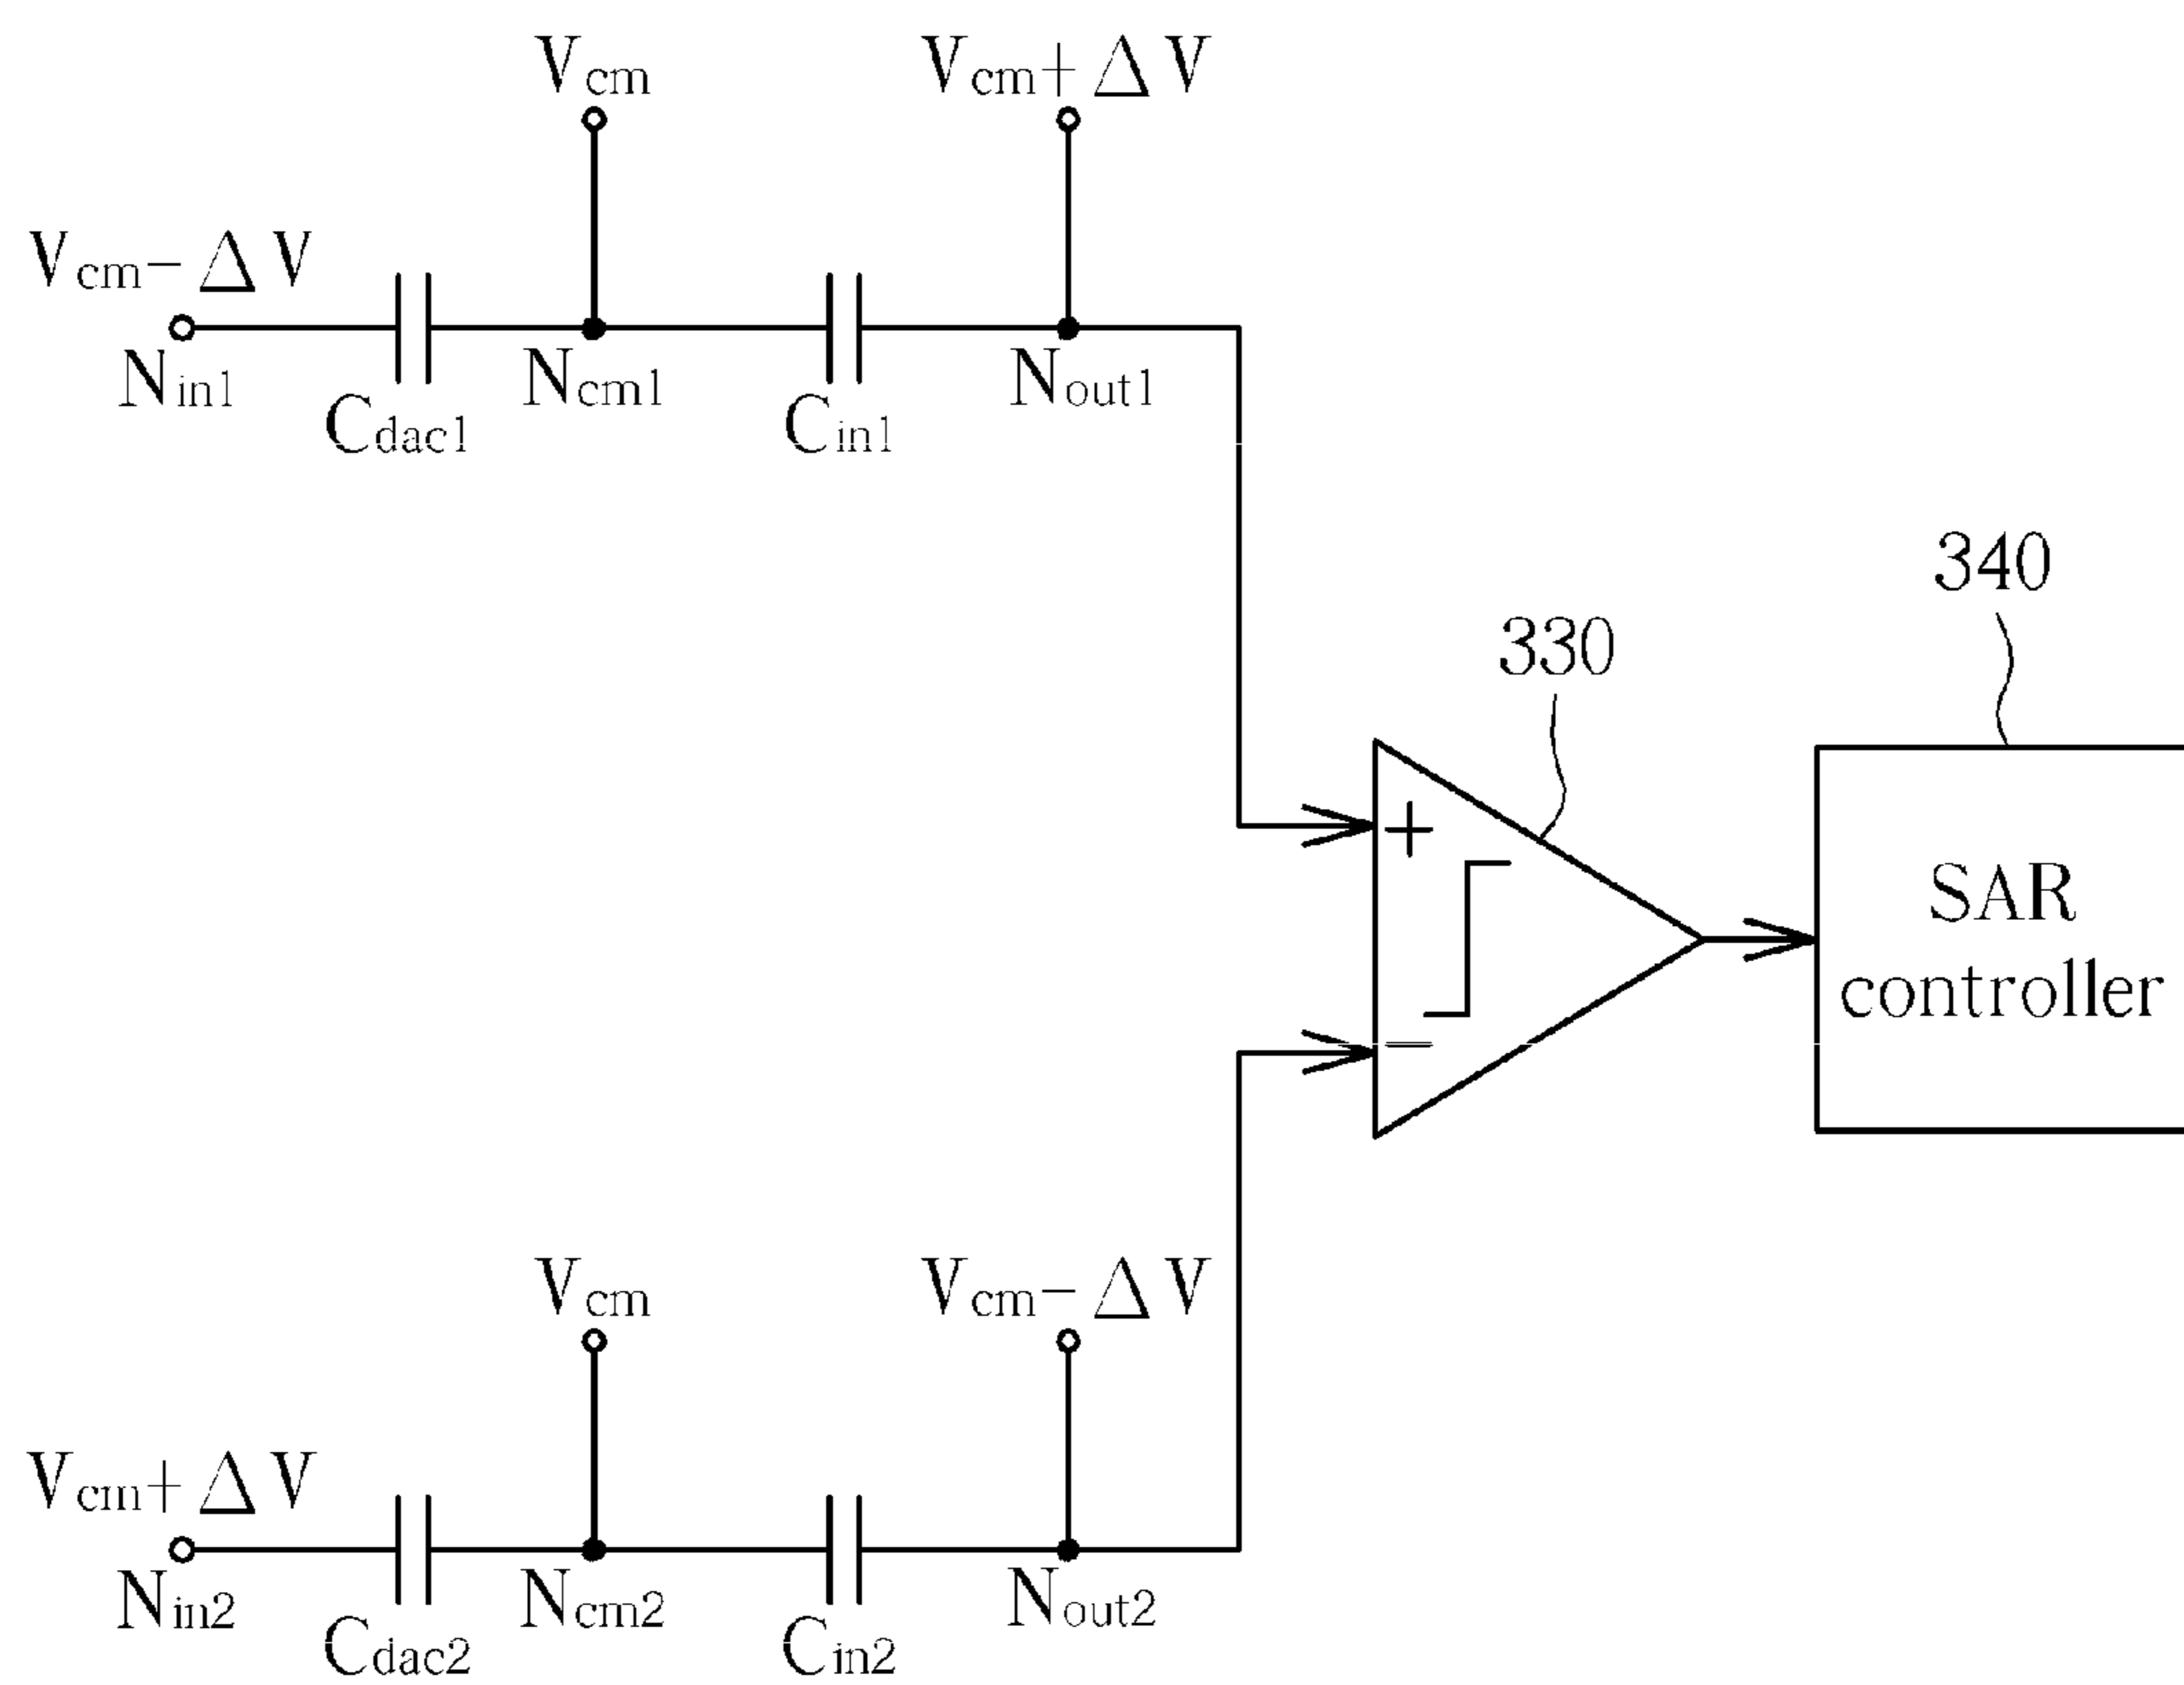 Vcm
Vcm+ΔV
Vcm-ΔV
Nin1
Cdac1
Ncm1
Cin1
Nout1
340
330
+
SAR
controller
−
Vcm
Vcm-ΔV
Vcm+ΔV
Nin2
Cdac2
Ncm2
Cin2
Nout2